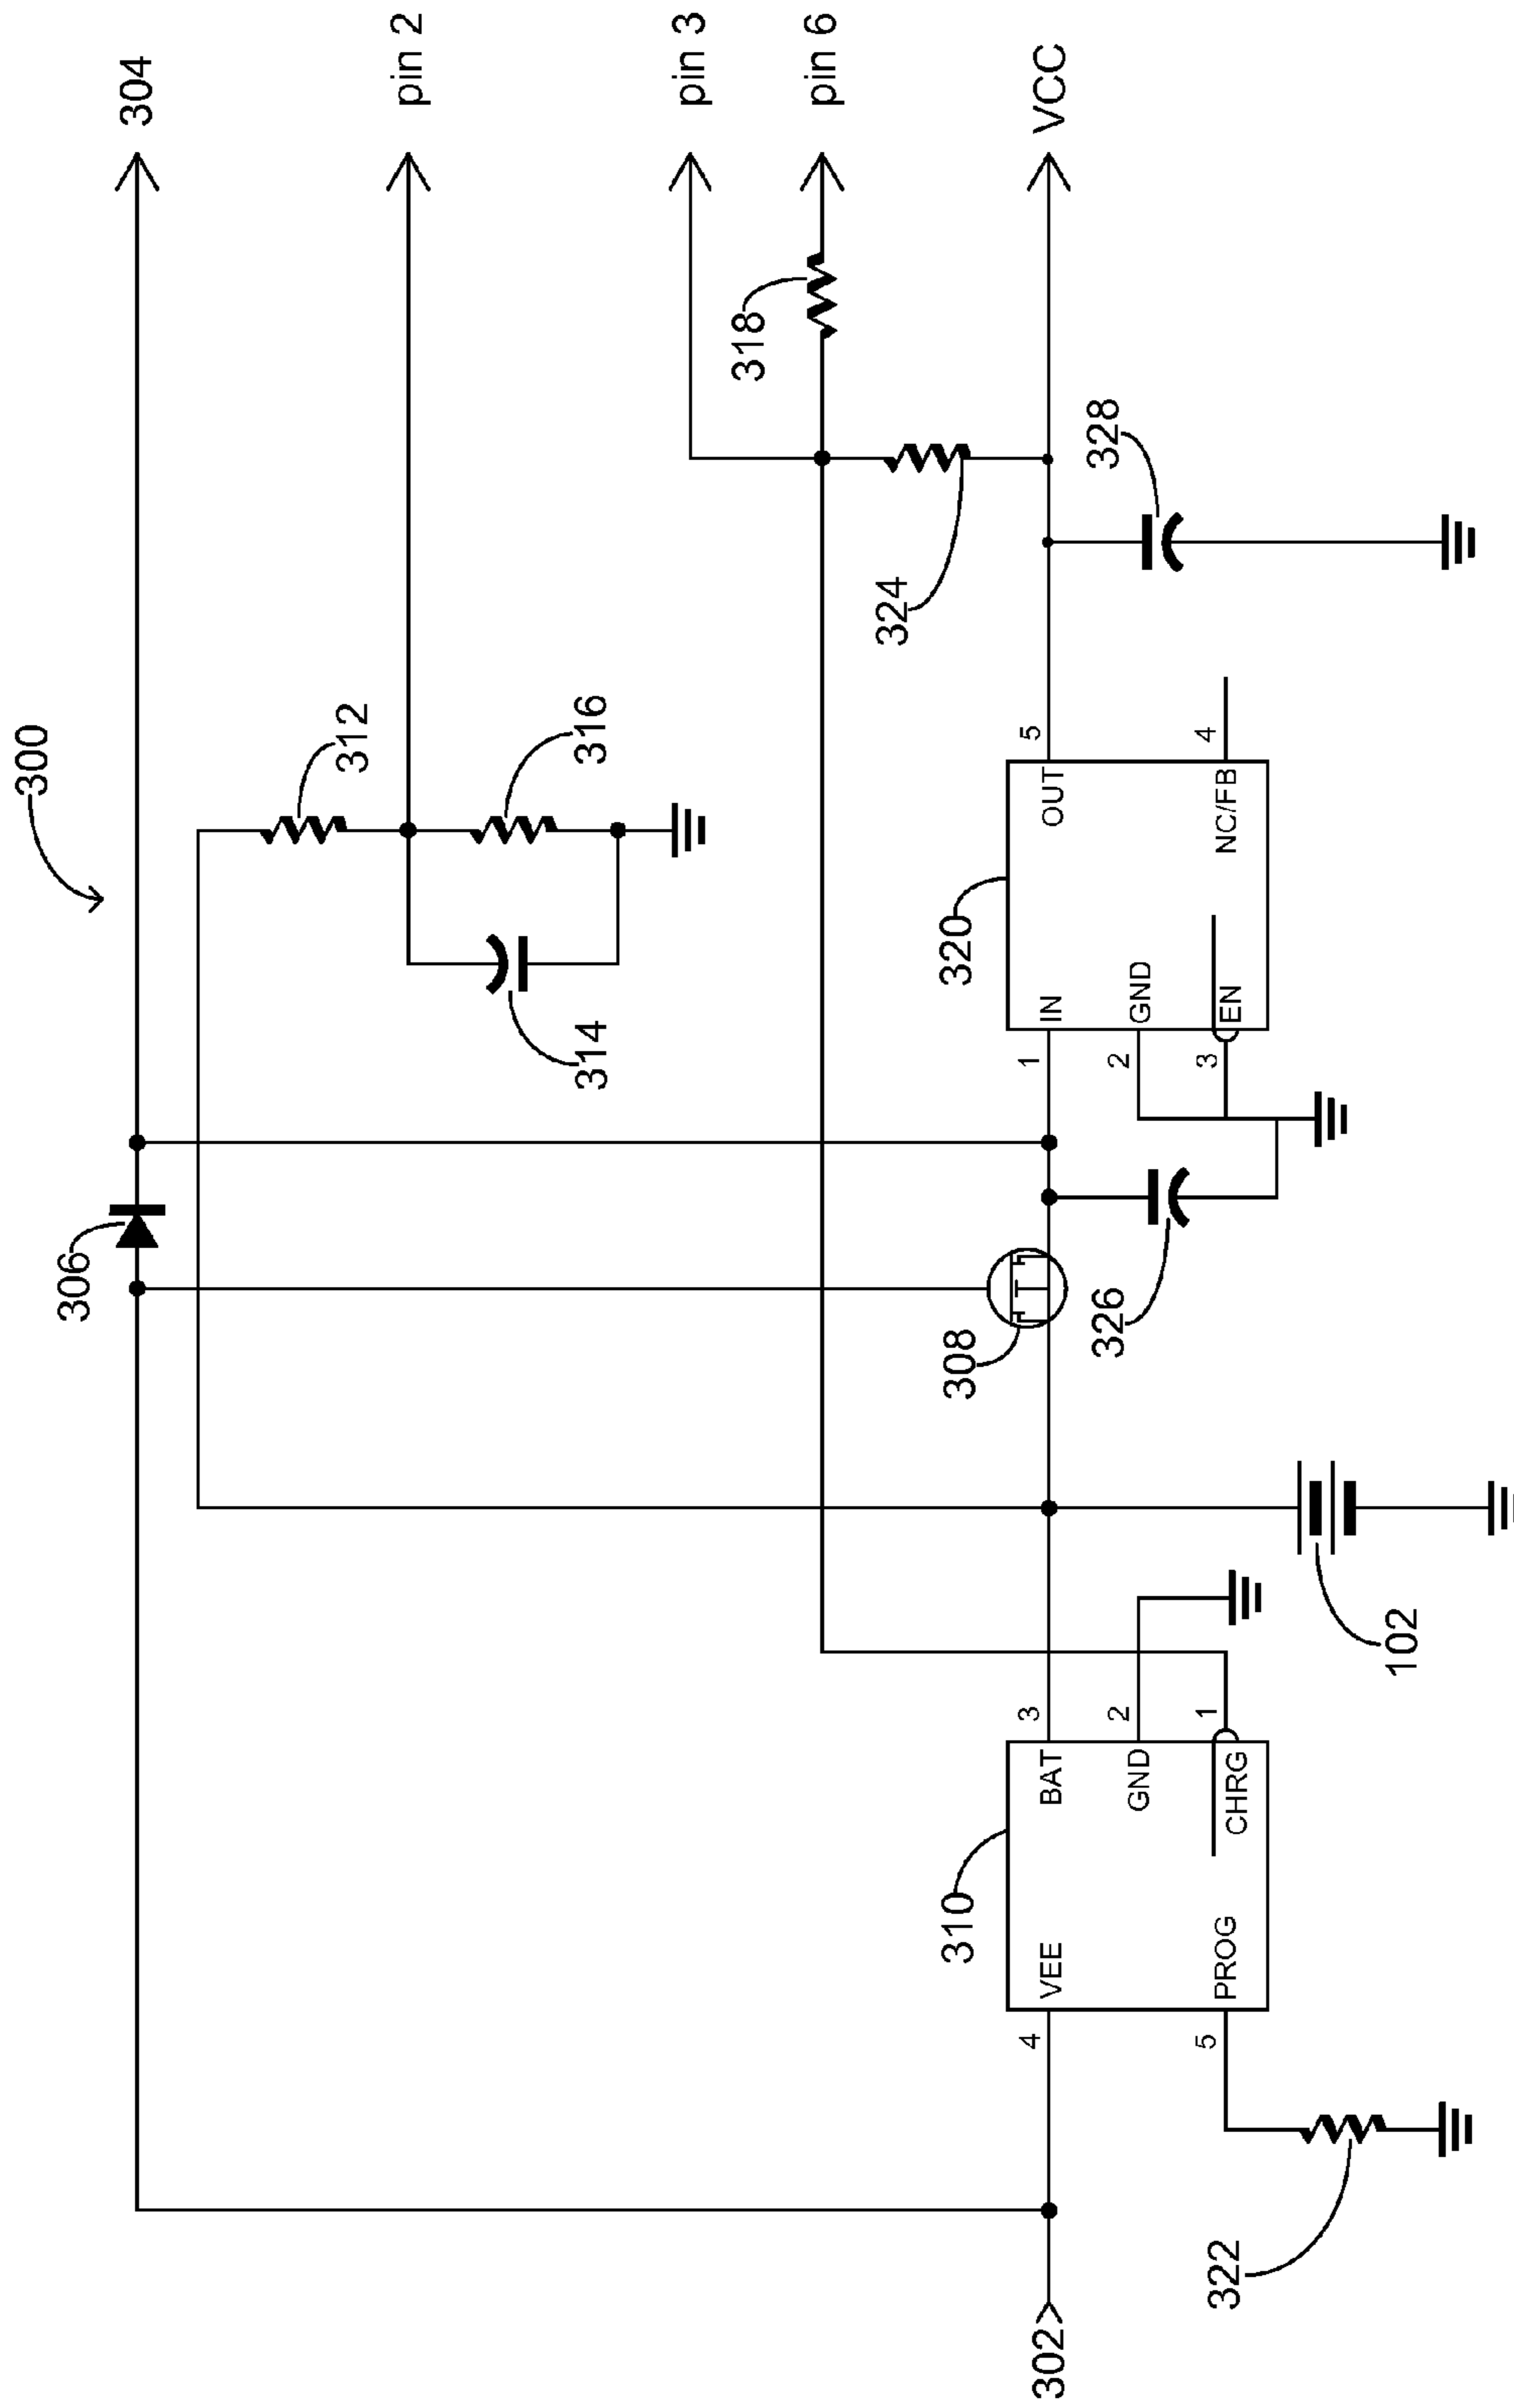 300
304
306
312
pin 2
314
316
pin 3
318
pin 6
324
VCC
328
302
310
VEE
4
PROG
5
BAT
3
GND
2
CHRG
1
322
102
308
326
320
IN
1
GND
2
EN
3
OUT
5
NC/FB
4